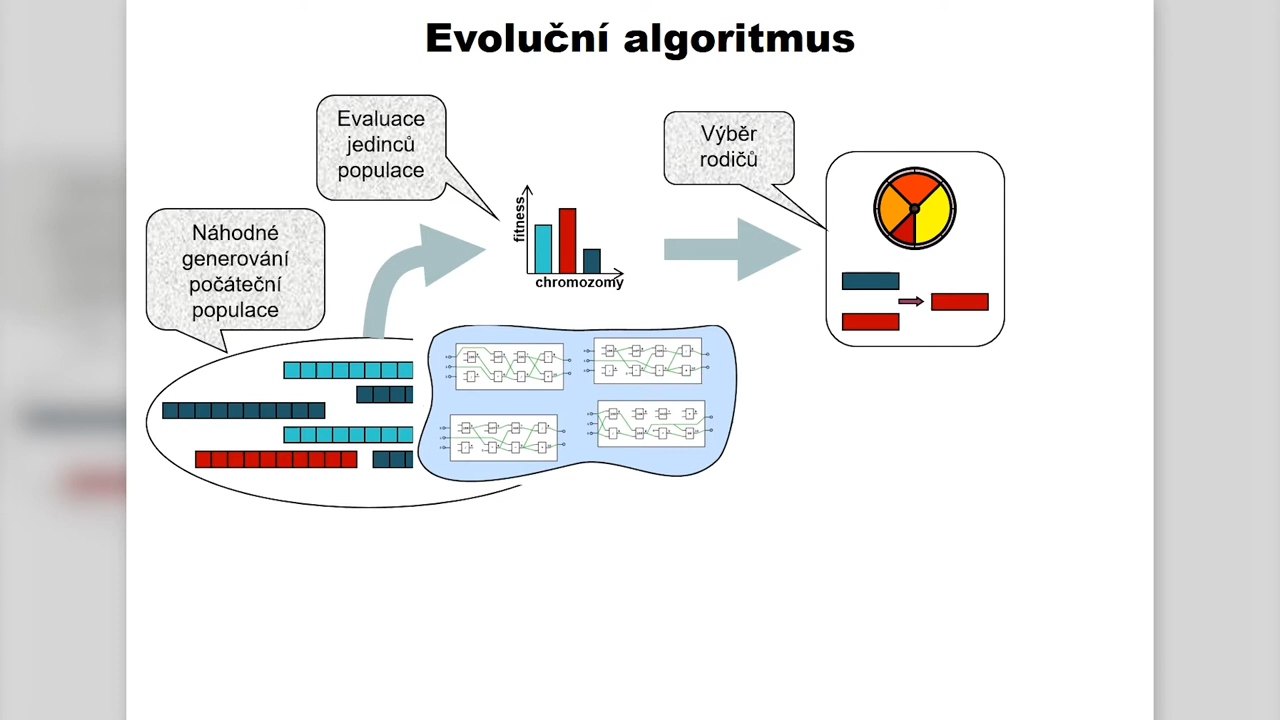 Evoluční algoritmus
Evaluace
jedinců
populace
Výběr
rodičů
Náhodné
generování
počáteční
populace
fitness
chromozomy